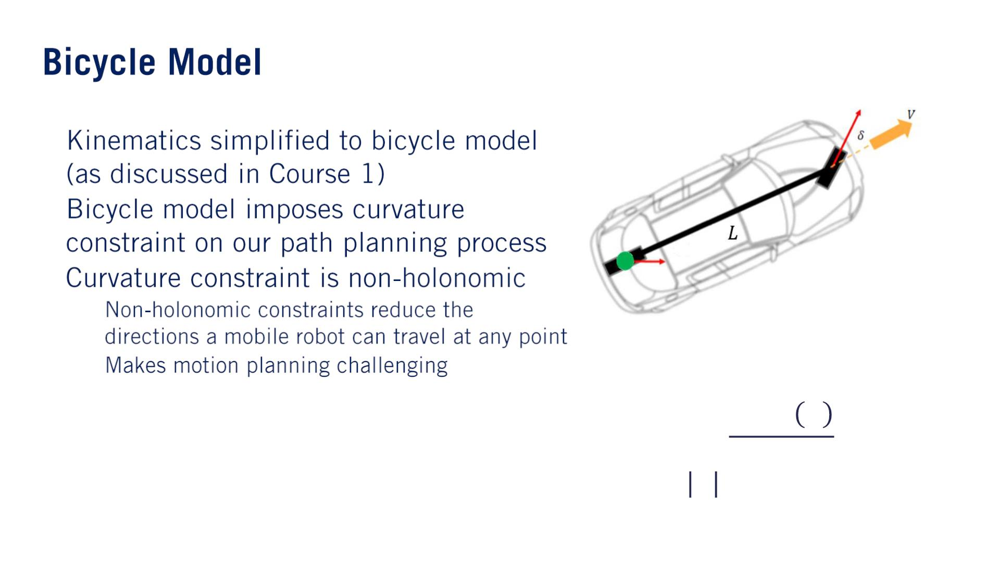 Bicycle Model
Kinematics simplified to bicycle model
(as discussed in Course 1)
Bicycle model imposes curvature
constraint on our path planning process
Curvature constraint is non-holonomic
Non-holonomic constraints reduce the
directions a mobile robot can travel at any point
Makes motion planning challenging
V
δ
L
( )
| |